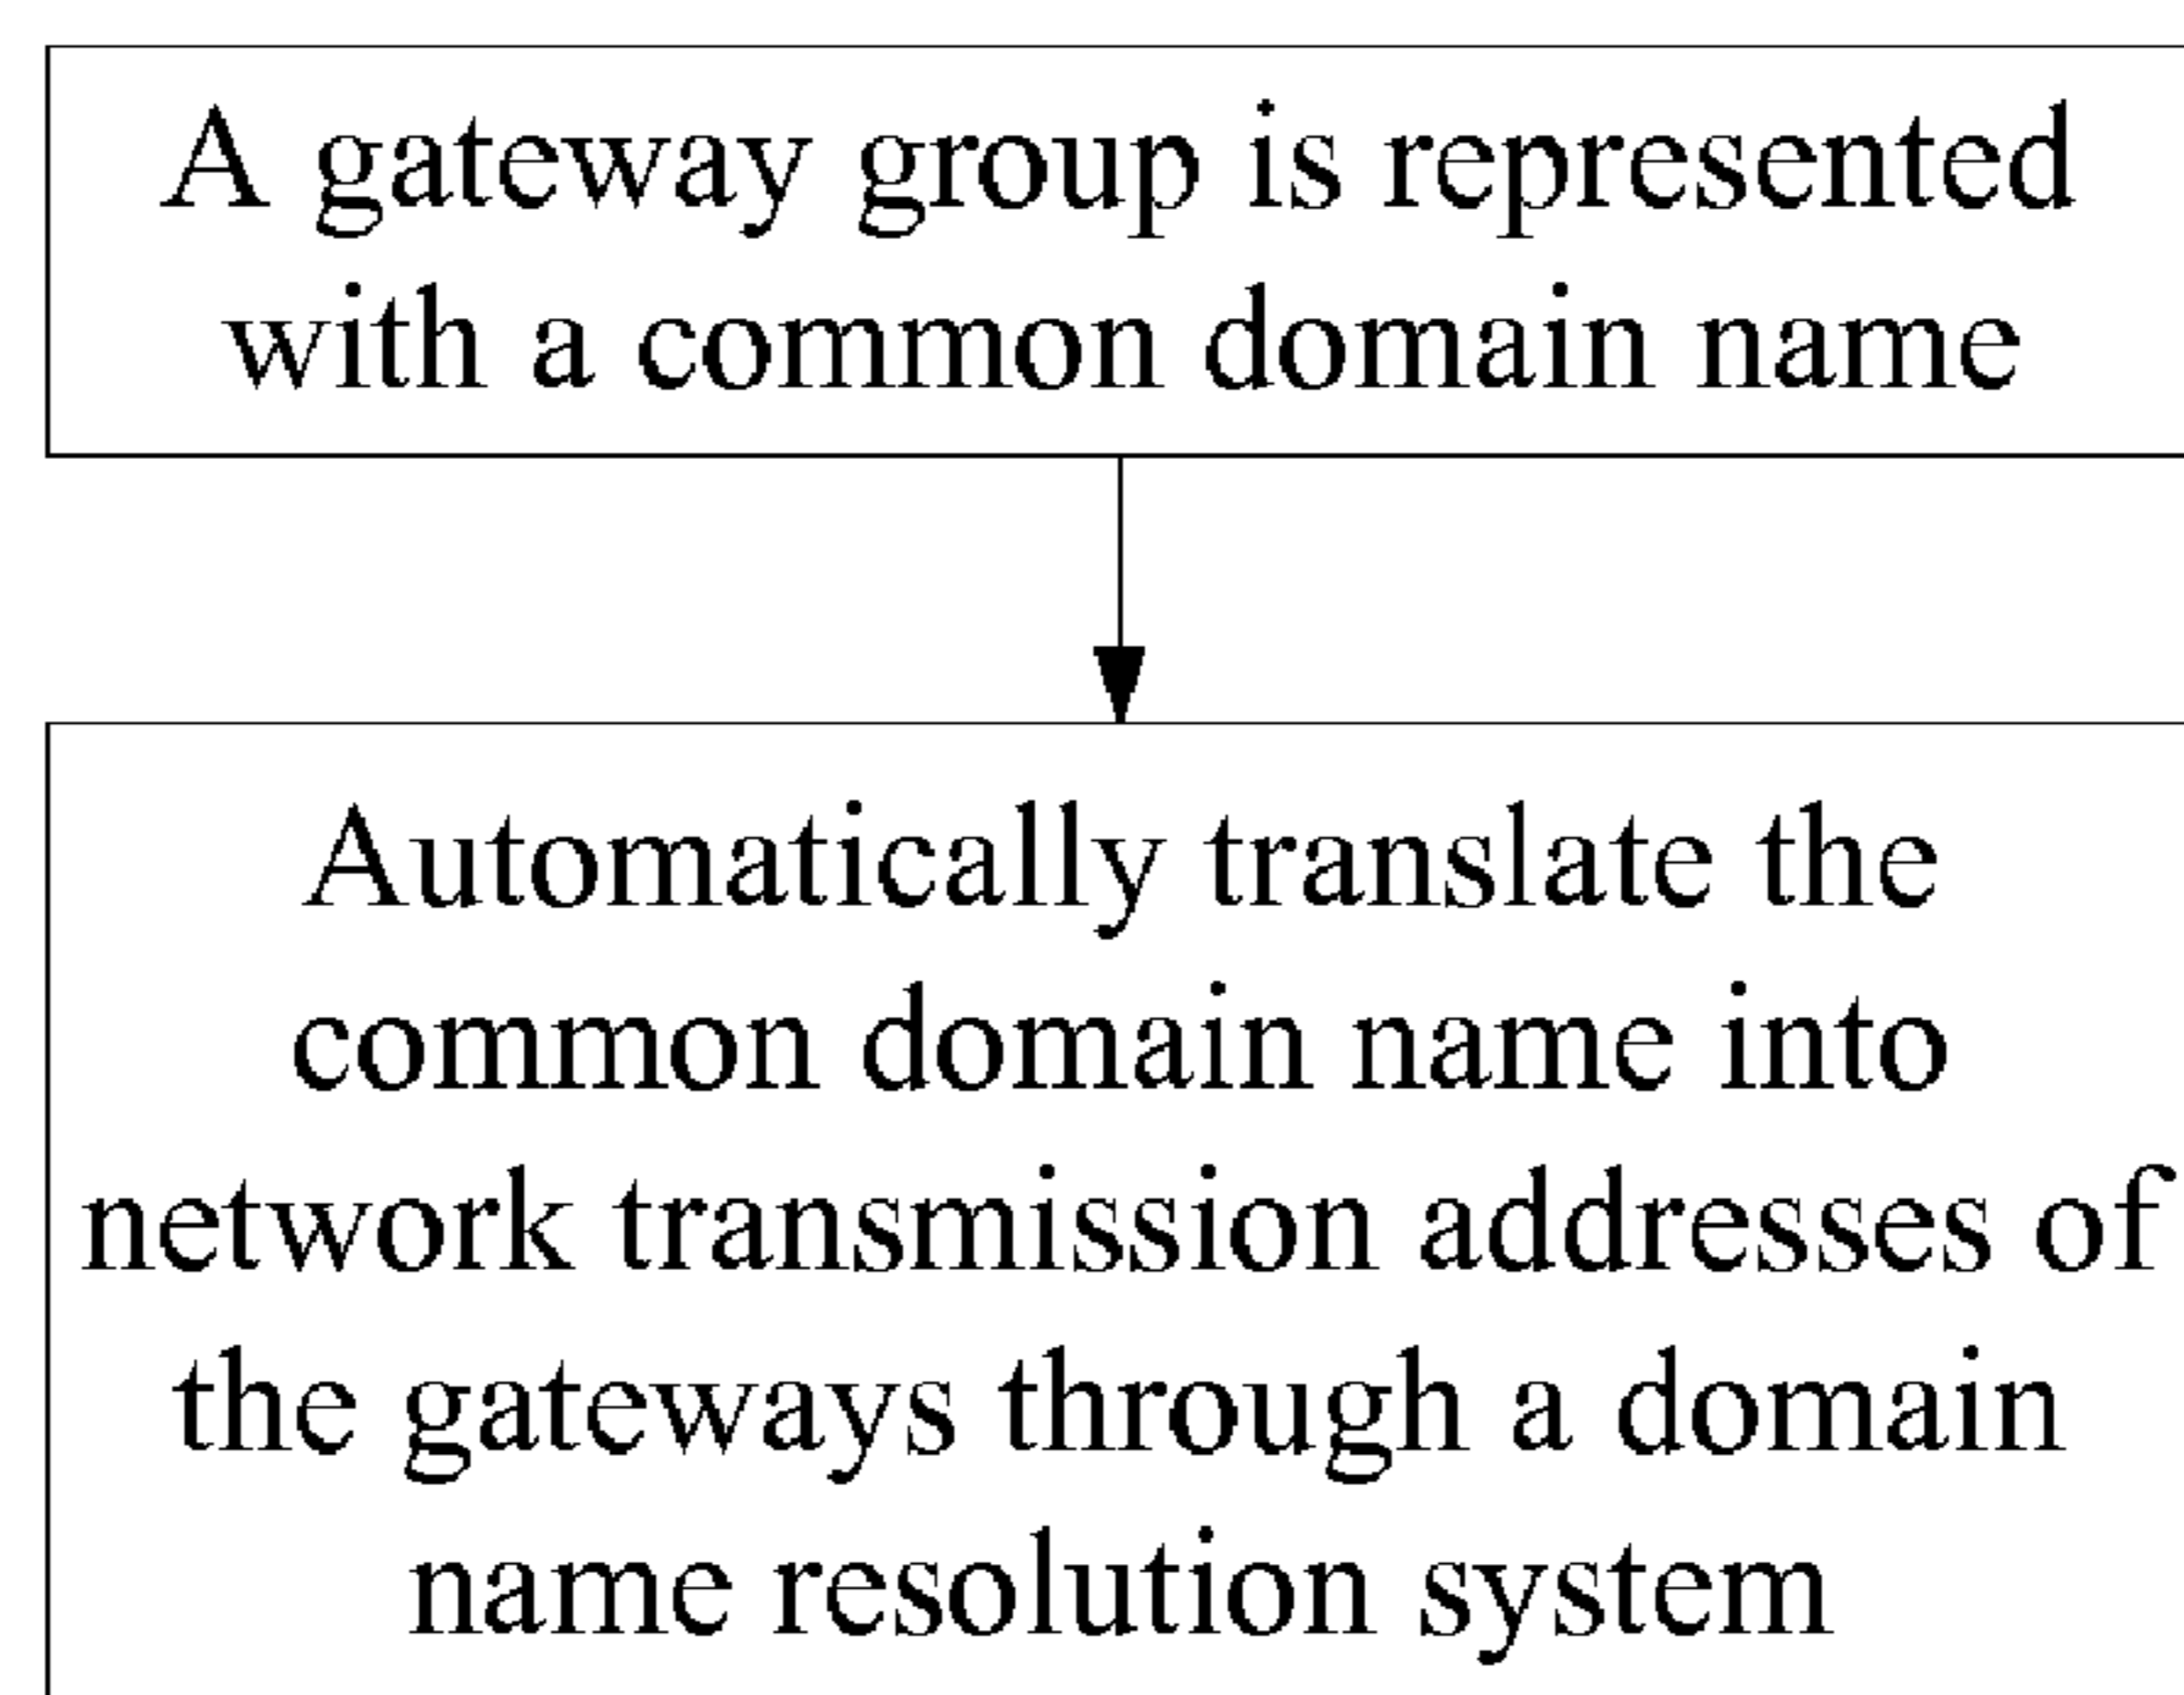 A gateway group is represented
with a common domain name
Automatically translate the
common domain name into
network transmission addresses of
the gateways through a domain
name resolution system